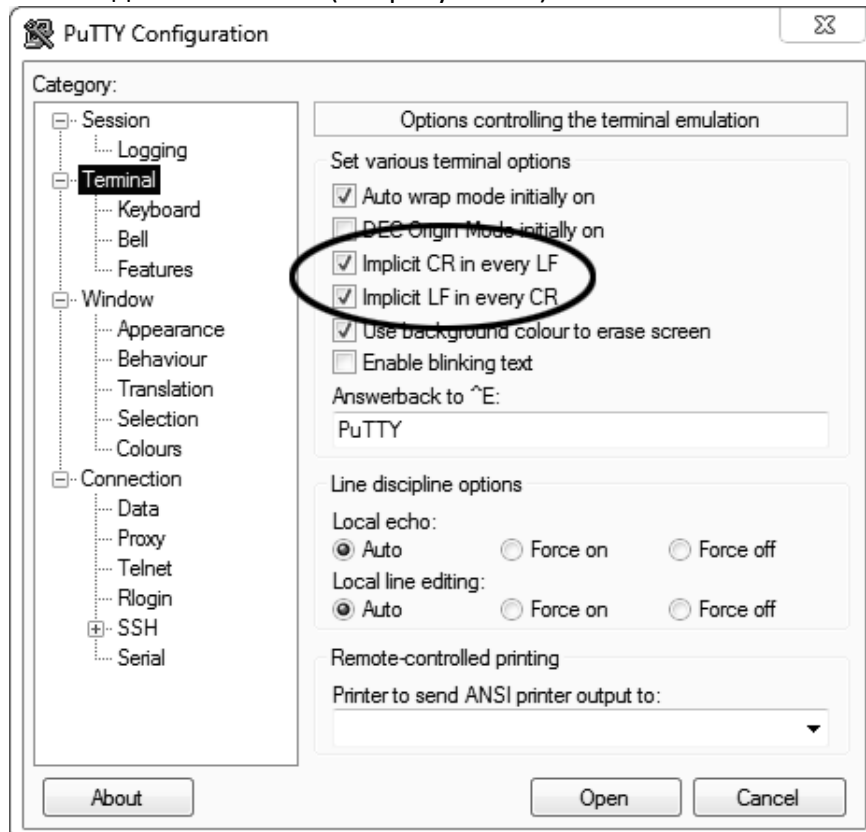 PuTTY Configuration
Category:
Session
Logging
Terminal
Keyboard
Bell
Features
Window
Appearance
Behaviour
Translation
Selection
Colours
Connection
Data
Proxy
Telnet
Rlogin
SSH
Serial
Options controlling the terminal emulation
Set various terminal options
Auto wrap mode initially on
DEC Origin Mode initially on
Implicit CR in every LF
Implicit LF in every CR
Use background colour to erase screen
Enable blinking text
Answerback to ^E:
PuTTY
Line discipline options
Local echo:
Auto Force on Force off
Local line editing:
Auto Force on Force off
Remote-controlled printing
Printer to send ANSI printer output to:
About Open Cancel